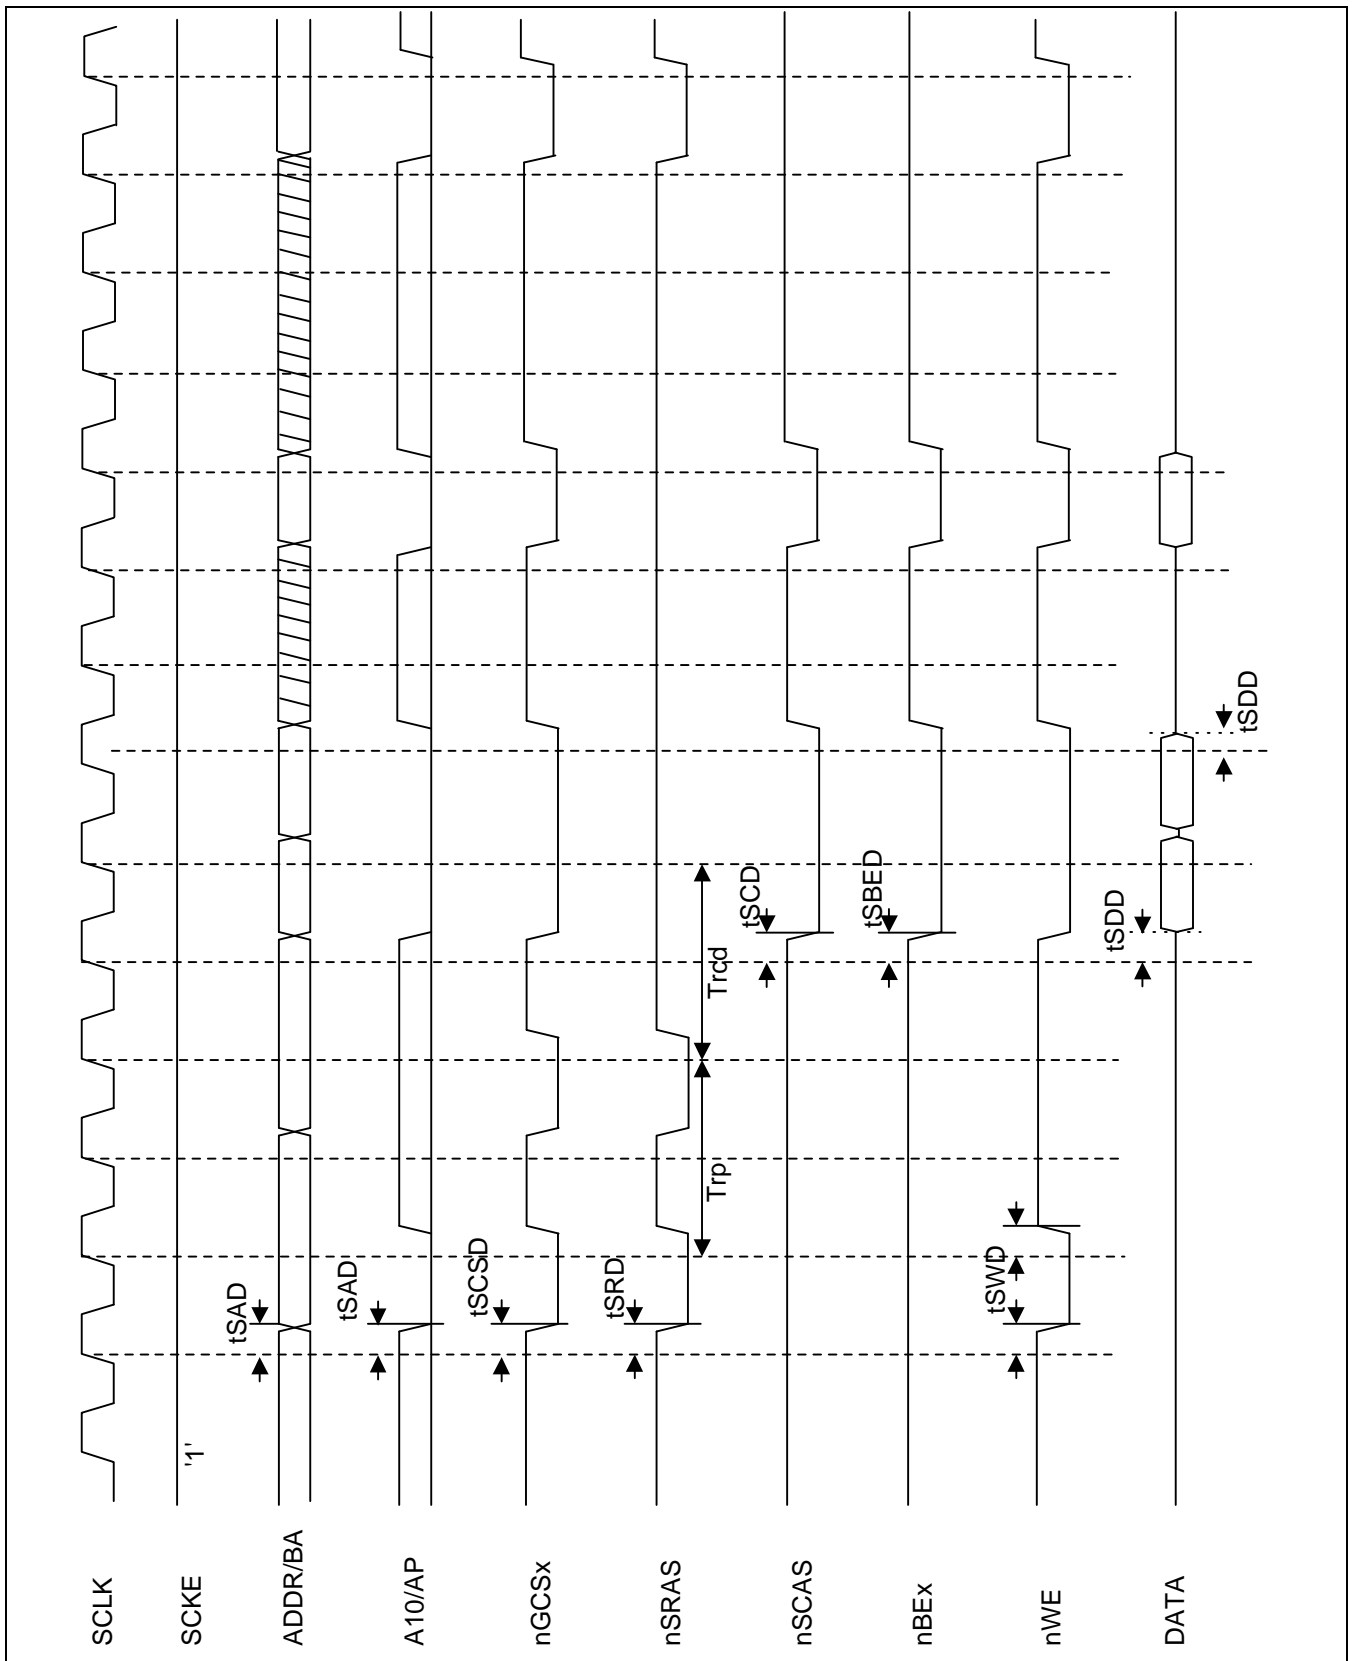 SCLK
SCKE
'1'
ADDR/BA
tSAD
A10/AP
tSAD
nGCSx
tSCSD
nSRAS
tSRD
Trp
Trcd
nSCAS
tSCD
nBEx
tSBED
nWE
tSWD
DATA
tSDD
tSDD